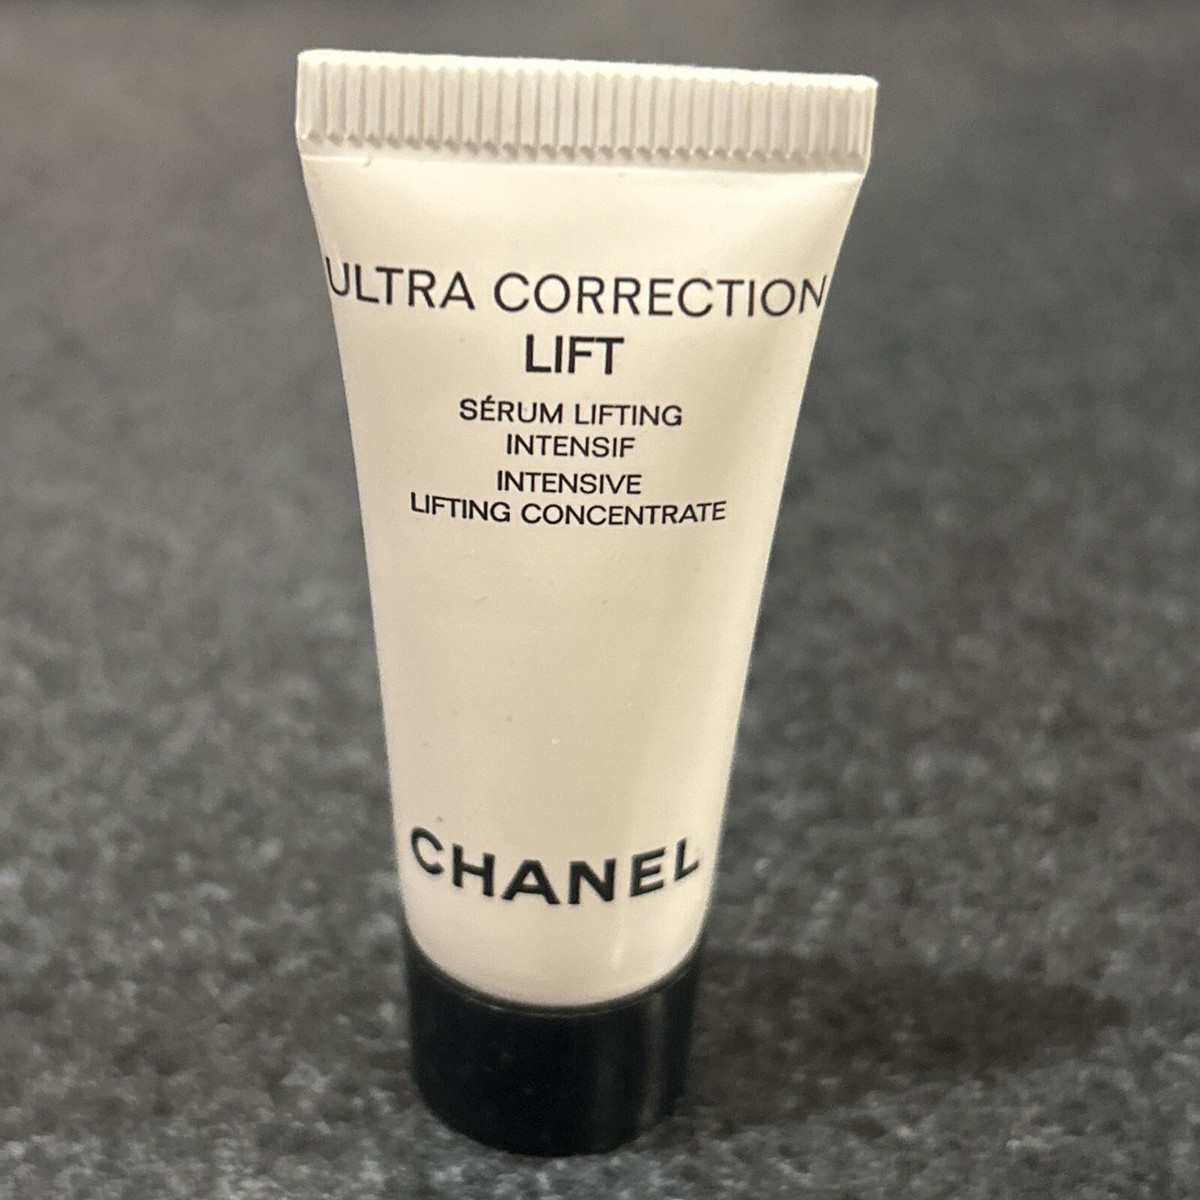 ULTRA CORRECTION
LIFT
SÉRUM LIFTING
INTENSIF
INTENSIVE
LIFTING CONCENTRATE
CHANEL